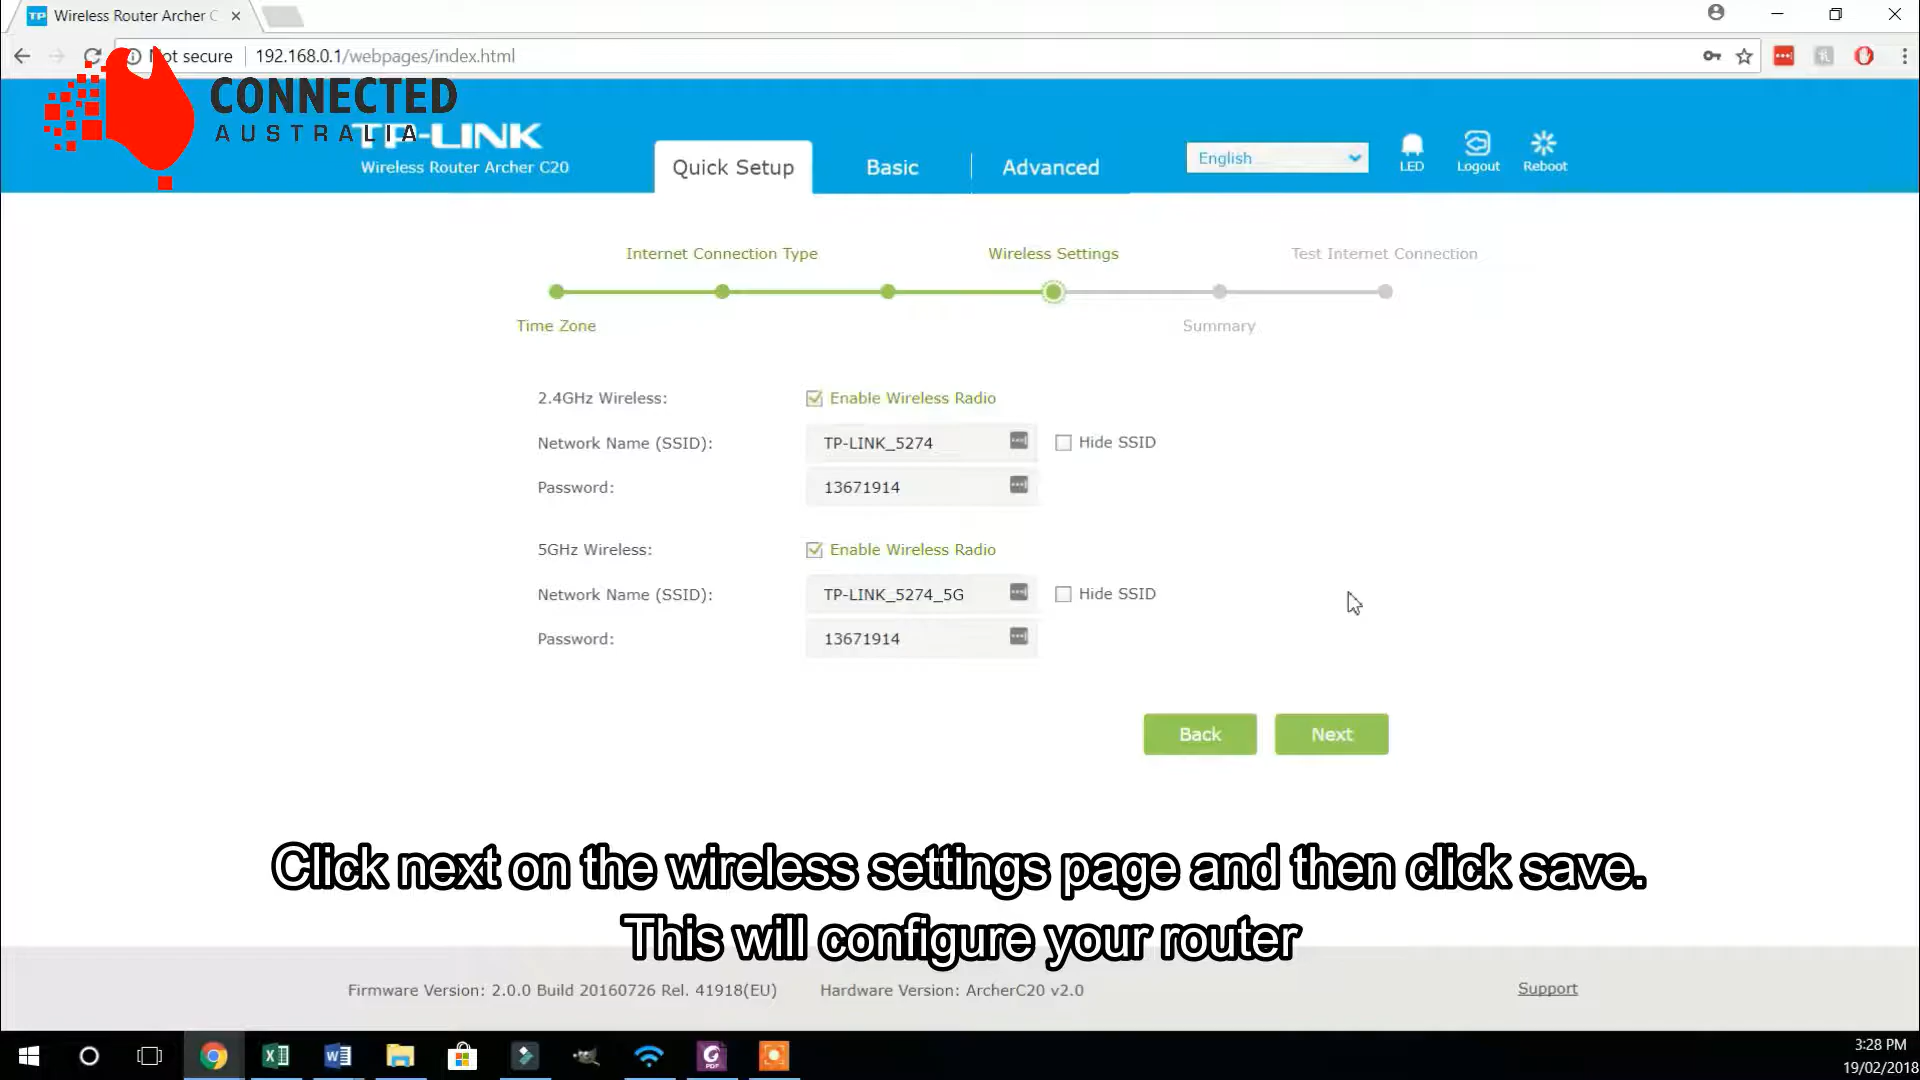 Wireless Router Archer C
Not secure
192.168.0.1/webpages/index.html
CONNECTED
AUSTRALIA
TP-LINK
Wireless Router Archer C20
Quick Setup
Basic
Advanced
English
LED
Logout
Reboot
Internet Connection Type
Wireless Settings
Test Internet Connection
Time Zone
Summary
2.4GHz Wireless:
Enable Wireless Radio
Network Name (SSID):
TP-LINK_5274
Hide SSID
Password:
13671914
5GHz Wireless:
Enable Wireless Radio
Network Name (SSID):
TP-LINK_5274_5G
Hide SSID
Password:
13671914
Back
Next
Click next on the wireless settings page and then click save.
This will configure your router
Firmware Version: 2.0.0 Build 20160726 Rel. 41918(EU)
Hardware Version: ArcherC20 v2.0
Support
3:28 PM
19/02/2018